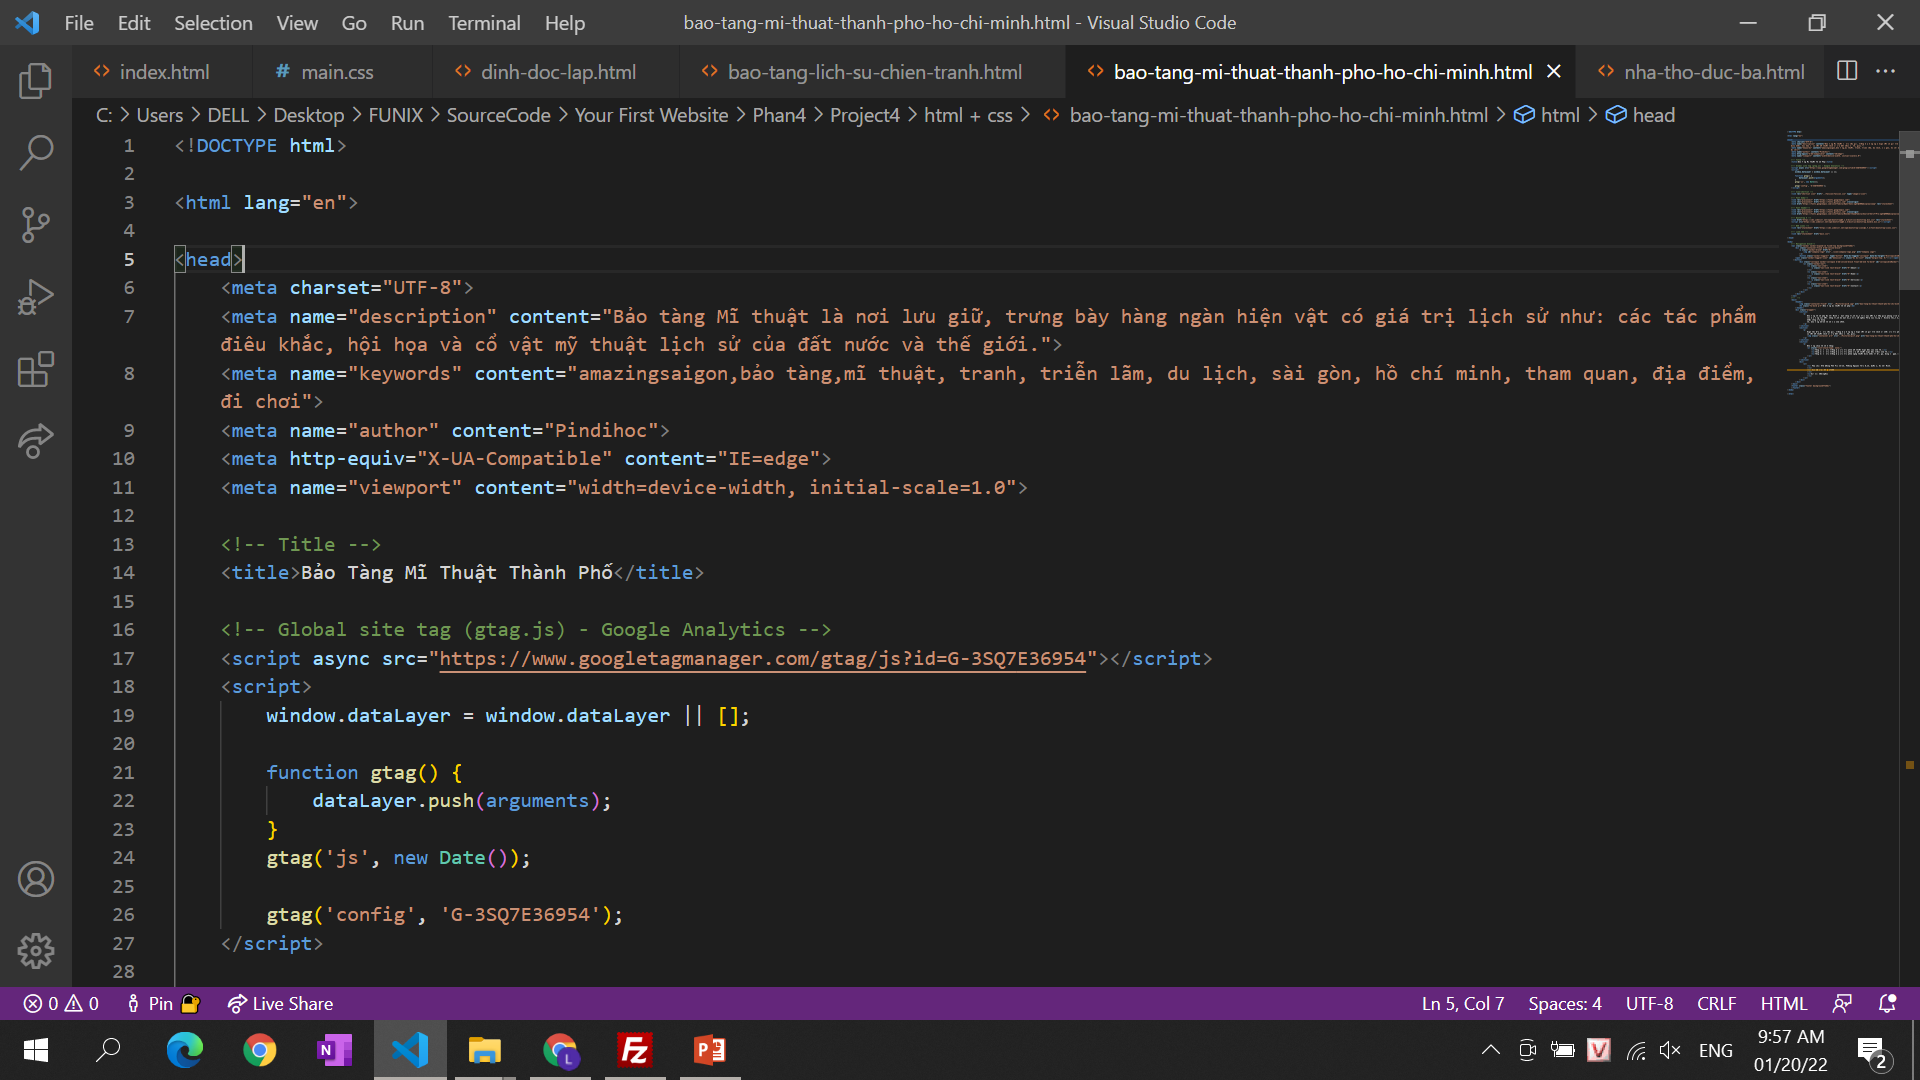 File Edit Selection View Go Run Terminal Help bao-tang-mi-thuat-thanh-pho-ho-chi-minh.html - Visual Studio Code
index.html # main.css dinh-doc-lap.html bao-tang-lich-su-chien-tranh.html bao-tang-mi-thuat-thanh-pho-ho-chi-minh.html nha-tho-duc-ba.html
C: > Users > DELL > Desktop > FUNIX > SourceCode > Your First Website > Phan4 > Project4 > html + css > bao-tang-mi-thuat-thanh-pho-ho-chi-minh.html > html > head
1 <!DOCTYPE html>
2
3 <html lang="en">
4
5 <head>
6 <meta charset="UTF-8">
7 <meta name="description" content="Bảo tàng Mĩ thuật là nơi lưu giữ, trưng bày hàng ngàn hiện vật có giá trị lịch sử như: các tác phẩm
điêu khắc, hội họa và cổ vật mỹ thuật lịch sử của đất nước và thế giới.">
8 <meta name="keywords" content="amazingsaigon,bảo tàng,mĩ thuật, tranh, triễn lãm, du lịch, sài gòn, hồ chí minh, tham quan, địa điểm,
đi chơi">
9 <meta name="author" content="Pindihoc">
10 <meta http-equiv="X-UA-Compatible" content="IE=edge">
11 <meta name="viewport" content="width=device-width, initial-scale=1.0">
12
13 <!-- Title -->
14 <title>Bảo Tàng Mĩ Thuật Thành Phố</title>
15
16 <!-- Global site tag (gtag.js) - Google Analytics -->
17 <script async src="https://www.googletagmanager.com/gtag/js?id=G-3SQ7E36954"></script>
18 <script>
19 window.dataLayer = window.dataLayer || [];
20
21 function gtag() {
22 dataLayer.push(arguments);
23 }
24 gtag('js', new Date());
25
26 gtag('config', 'G-3SQ7E36954');
27 </script>
28
0 0 Pin Live Share Ln 5, Col 7 Spaces: 4 UTF-8 CRLF HTML
ENG 9:57 AM
01/20/22 2